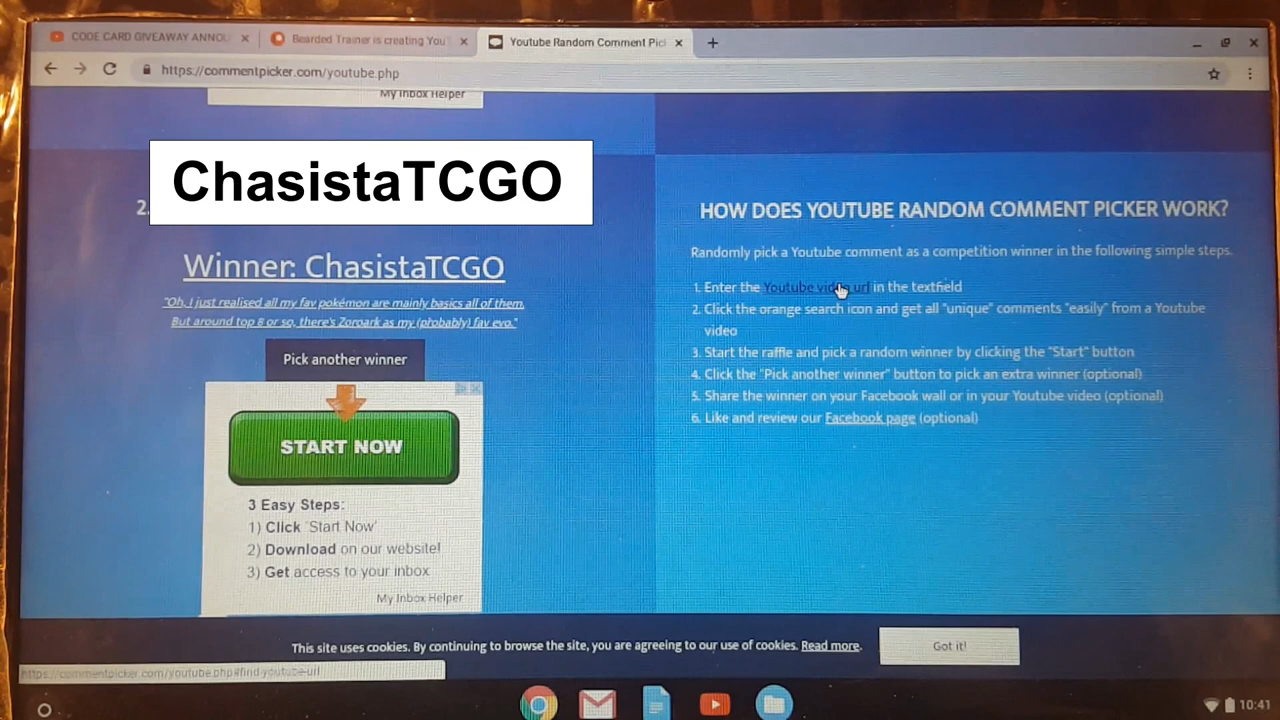 CODE CARD GIVEAWAY ANNOU
Bearded Trainer is creating You
Youtube Random Comment Pic
https://commentpicker.com/youtube.php
My Inbox Helper
ChasistaTCGO
2.
Winner: ChasistaTCGO
"Oh, I just realised all my fav pokémon are mainly basics all of them.
But around top 8 or so, there's Zoroark as my (probably) fav evo."
Pick another winner
START NOW
3 Easy Steps:
1) Click 'Start Now'
2) Download on our website!
3) Get access to your inbox
My Inbox Helper
HOW DOES YOUTUBE RANDOM COMMENT PICKER WORK?
Randomly pick a Youtube comment as a competition winner in the following simple steps.
1. Enter the Youtube video url in the textfield
2. Click the orange search icon and get all "unique" comments "easily" from a Youtube
video
3. Start the raffle and pick a random winner by clicking the "Start" button
4. Click the "Pick another winner" button to pick an extra winner (optional)
5. Share the winner on your Facebook wall or in your Youtube video (optional)
6. Like and review our Facebook page (optional)
This site uses cookies. By continuing to browse the site, you are agreeing to our use of cookies. Read more.
Got it!
https://commentpicker.com/youtube.php#find-youtube-url
10:41